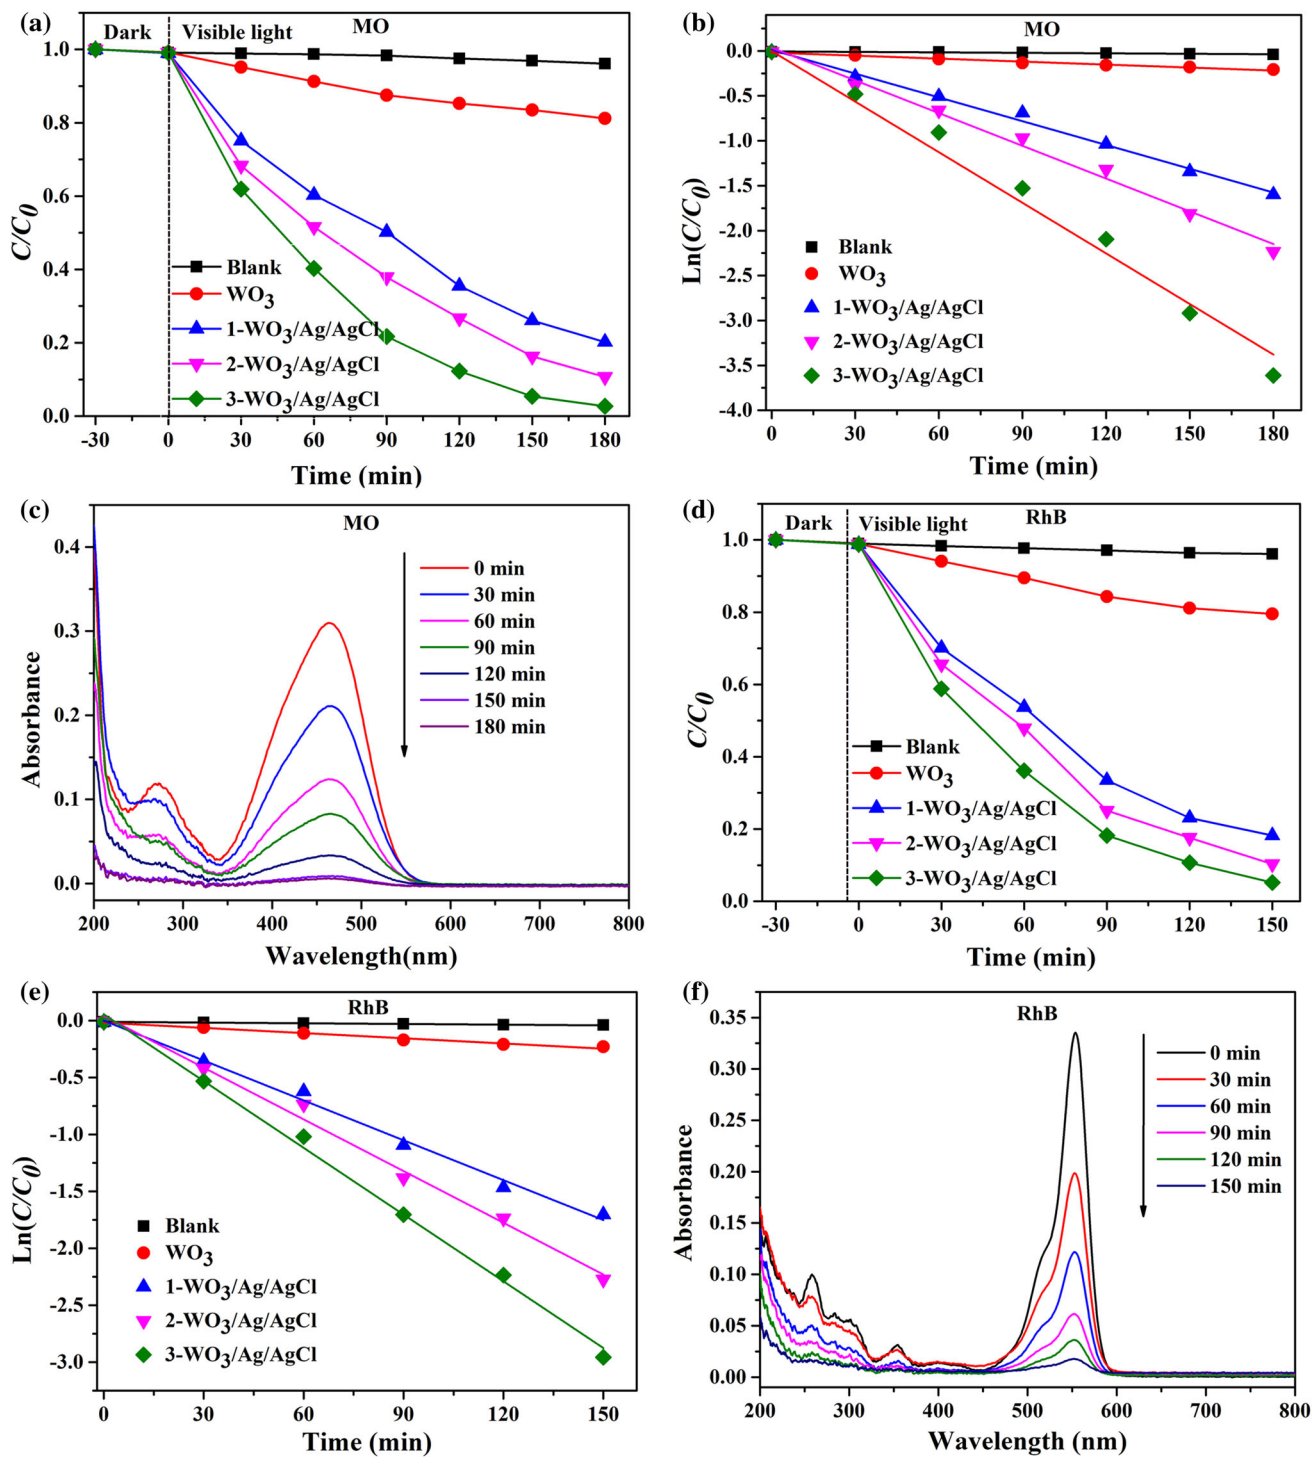 (a)
Dark
Visible light
MO
1.0
0.8
0.6
0.4
0.2
0.0
C/C0
Blank
WO3
1-WO3/Ag/AgCl
2-WO3/Ag/AgCl
3-WO3/Ag/AgCl
-30 0 30 60 90 120 150 180
Time (min)
(b)
MO
0.0
-0.5
-1.0
-1.5
-2.0
-2.5
-3.0
-3.5
-4.0
Ln(C/C0)
Blank
WO3
1-WO3/Ag/AgCl
2-WO3/Ag/AgCl
3-WO3/Ag/AgCl
0 30 60 90 120 150 180
Time (min)
(c)
MO
0.4
0.3
0.2
0.1
0.0
Absorbance
0 min
30 min
60 min
90 min
120 min
150 min
180 min
200 300 400 500 600 700 800
Wavelength(nm)
(d)
Dark
Visible light
RhB
1.0
0.8
0.6
0.4
0.2
0.0
C/C0
Blank
WO3
1-WO3/Ag/AgCl
2-WO3/Ag/AgCl
3-WO3/Ag/AgCl
-30 0 30 60 90 120 150
Time (min)
(e)
RhB
0.0
-0.5
-1.0
-1.5
-2.0
-2.5
-3.0
Ln(C/C0)
Blank
WO3
1-WO3/Ag/AgCl
2-WO3/Ag/AgCl
3-WO3/Ag/AgCl
0 30 60 90 120 150
Time (min)
(f)
RhB
0.35
0.30
0.25
0.20
0.15
0.10
0.05
0.00
Absorbance
0 min
30 min
60 min
90 min
120 min
150 min
200 300 400 500 600 700 800
Wavelength (nm)